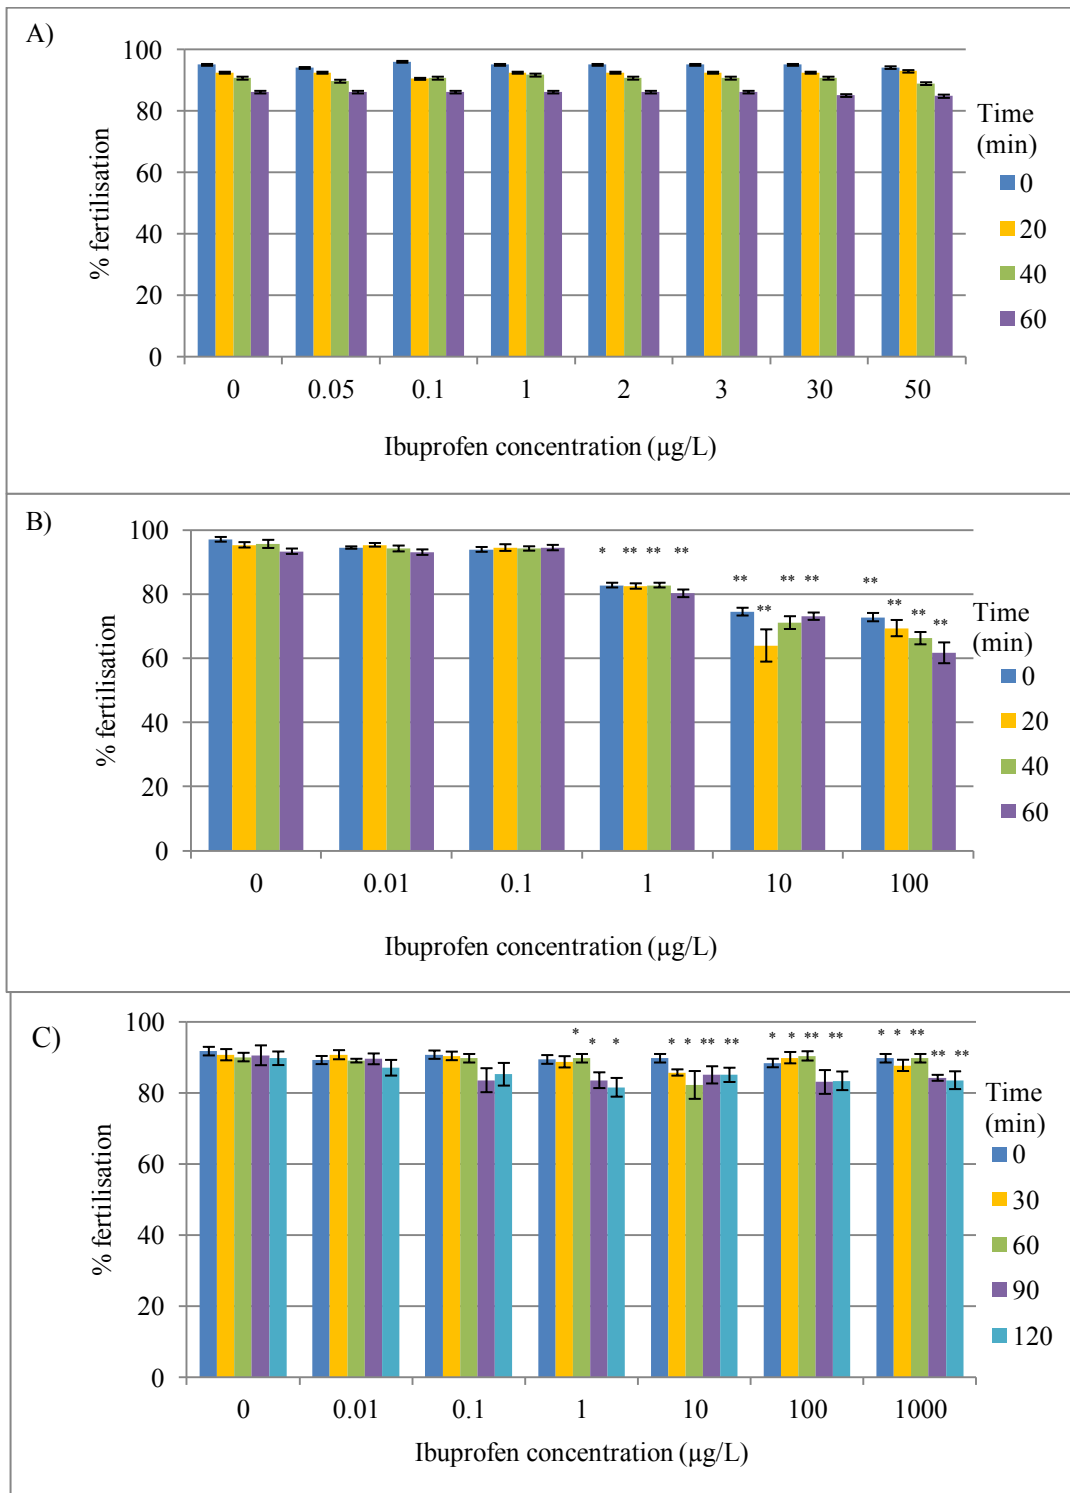 A)
100
80
60
40
20
0
% fertilisation
0 0.05 0.1 1 2 3 30 50
Ibuprofen concentration (µg/L)
Time
(min)
0
20
40
60
B)
100
80
60
40
20
0
% fertilisation
* ** ** **
** ** ** **
** ** ** **
0 0.01 0.1 1 10 100
Ibuprofen concentration (µg/L)
Time
(min)
0
20
40
60
C)
100
80
60
40
20
0
% fertilisation
* * *
* * ** **
* * ** **
* * ** ** **
0 0.01 0.1 1 10 100 1000
Ibuprofen concentration (µg/L)
Time
(min)
0
30
60
90
120